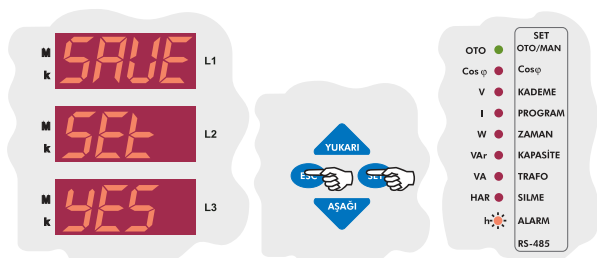 M
k
SAVE
L1
M
k
SEt
L2
M
k
YES
L3
YUKARI
ESC
SET
AŞAĞI
SET
OTO OTO/MAN
Cos φ Cosφ
V KADEME
I PROGRAM
W ZAMAN
VAr KAPASİTE
VA TRAFO
HAR SİLME
h ALARM
RS-485